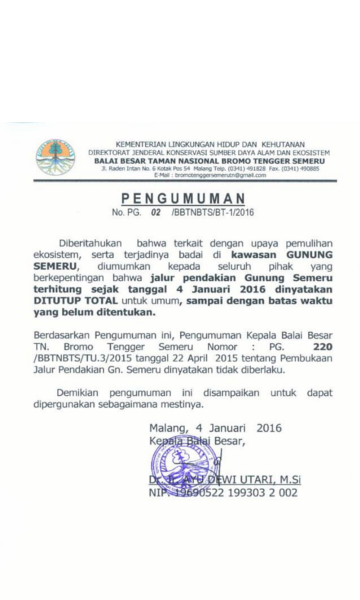 KEMENTERIAN LINGKUNGAN HIDUP DAN KEHUTANAN
DIREKTORAT JENDERAL KONSERVASI SUMBER DAYA ALAM DAN EKOSISTEM
BALAI BESAR TAMAN NASIONAL BROMO TENGGER SEMERU
Jl. Raden Intan No. 6 Kotak Pos 54 Malang Telp. (0341) 491828 Fax. (0341) 490885
E-Mail : bromotenggersemerutn@gmail.com
PENGUMUMAN
No. PG. 02 /BBTNBTS/BT-1/2016
Diberitahukan bahwa terkait dengan upaya pemulihan
ekosistem, serta terjadinya badai di kawasan GUNUNG
SEMERU, diumumkan kepada seluruh pihak yang
berkepentingan bahwa jalur pendakian Gunung Semeru
terhitung sejak tanggal 4 Januari 2016 dinyatakan
DITUTUP TOTAL untuk umum, sampai dengan batas waktu
yang belum ditentukan.
Berdasarkan Pengumuman ini, Pengumuman Kepala Balai Besar
TN. Bromo Tengger Semeru Nomor : PG. 220
/BBTNBTS/TU.3/2015 tanggal 22 April 2015 tentang Pembukaan
Jalur Pendakian Gn. Semeru dinyatakan tidak diberlaku.
Demikian pengumuman ini disampaikan untuk dapat
dipergunakan sebagaimana mestinya.
Malang, 4 Januari 2016
Kepala Balai Besar,
Dr. Ir. AYU DEWI UTARI, M.Si
NIP. 19690522 199303 2 002